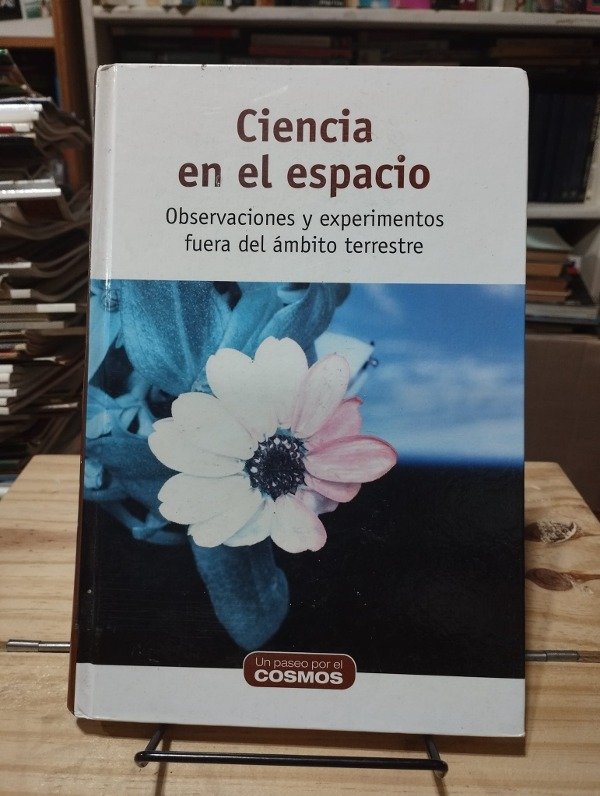 Ciencia
en el espacio
Observaciones y experimentos
fuera del ámbito terrestre
Un paseo por el
COSMOS